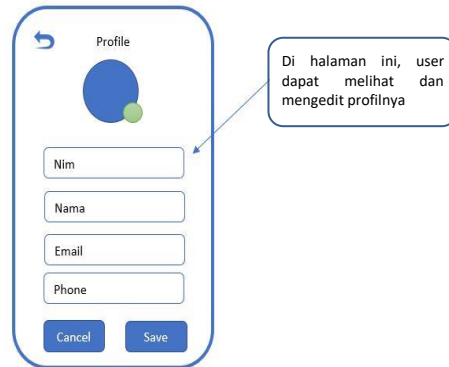 Profile
Nim
Nama
Email
Phone
Cancel
Save
Di halaman ini, user
dapat melihat dan
mengedit profilnya